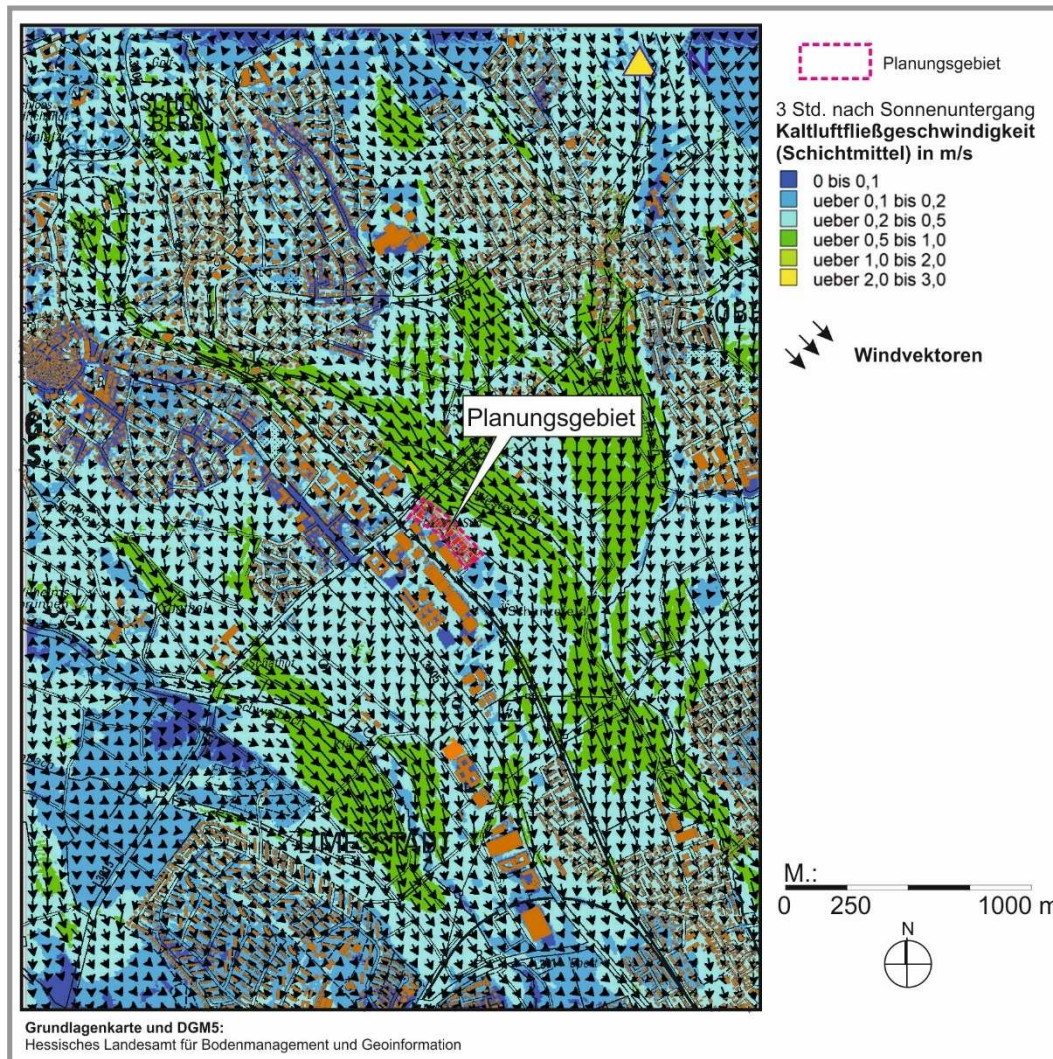 Planungsgebiet
3 Std. nach Sonnenuntergang
Kaltluftfließgeschwindigkeit
(Schichtmittel) in m/s
0 bis 0,1
ueber 0,1 bis 0,2
ueber 0,2 bis 0,5
ueber 0,5 bis 1,0
ueber 1,0 bis 2,0
ueber 2,0 bis 3,0
Windvektoren
Golf
SCHÖN
BERG
N
Planungsgebiet
LIMESSTADT
M.:
0 250 1000 m
N
Grundlagenkarte und DGM5:
Hessisches Landesamt für Bodenmanagement und Geoinformation